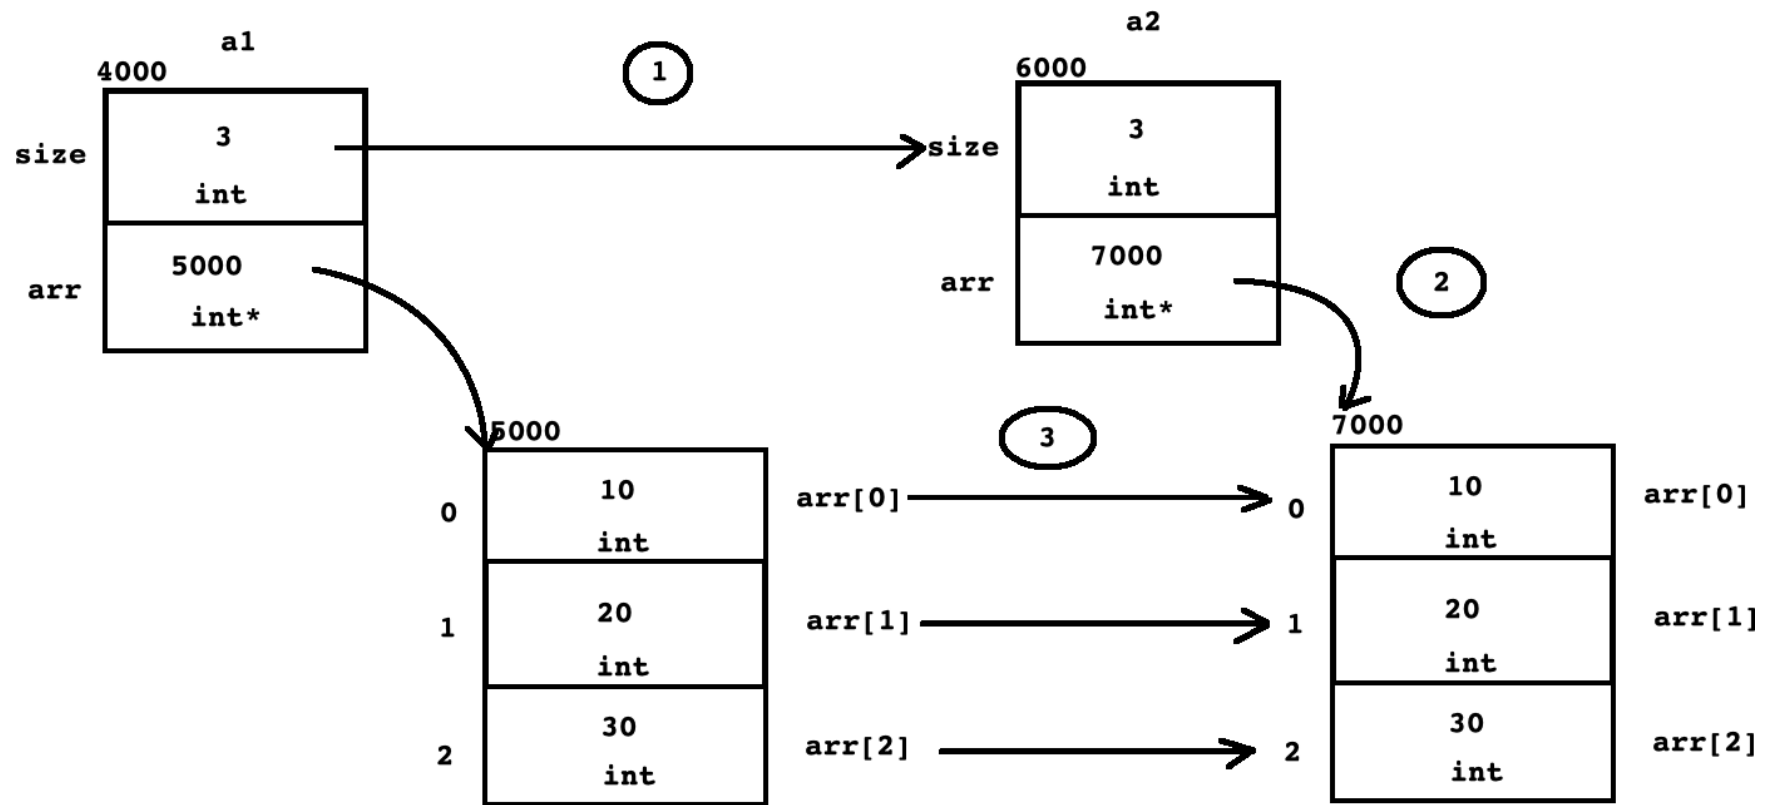 a1
a2
4000
1
6000
size
3
int
size
3
int
arr
5000
int*
arr
7000
int*
2
5000
3
7000
0
10
int
arr[0]
0
10
int
arr[0]
1
20
int
arr[1]
1
20
int
arr[1]
2
30
int
arr[2]
2
30
int
arr[2]